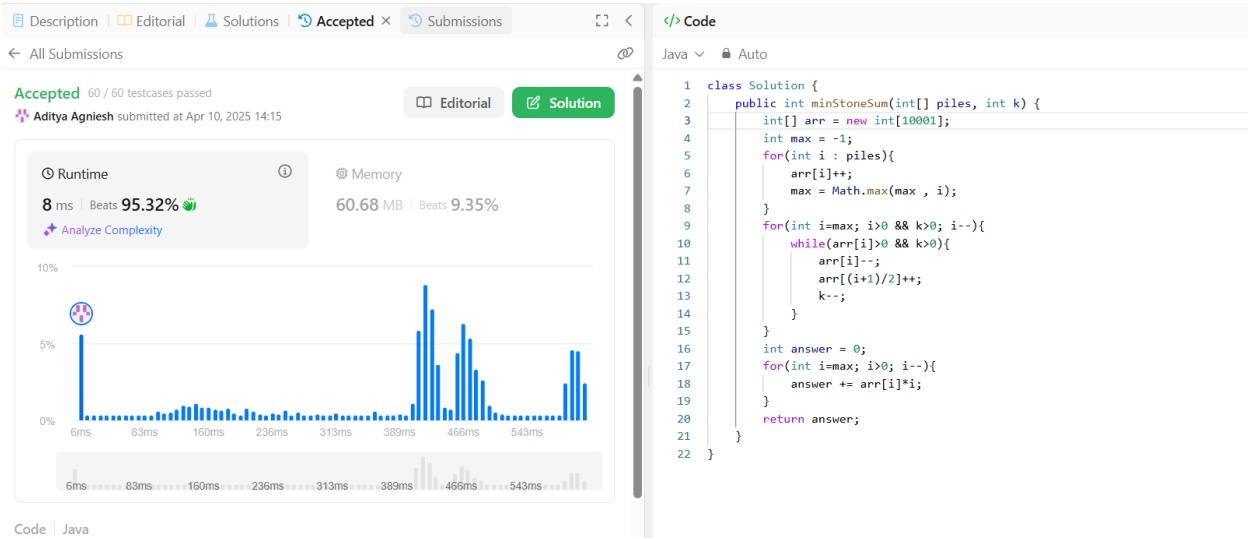 Description Editorial Solutions Accepted Submissions
All Submissions
Accepted 60 / 60 testcases passed
Aditya Agniesh submitted at Apr 10, 2025 14:15
Editorial
Solution
Runtime
8 ms Beats 95.32%
Analyze Complexity
Memory
60.68 MB Beats 9.35%
10%
5%
0%
6ms 83ms 160ms 236ms 313ms 389ms 466ms 543ms
6ms 83ms 160ms 236ms 313ms 389ms 466ms 543ms
Code Java
</> Code
Java Auto
1 class Solution {
2 public int minStoneSum(int[] piles, int k) {
3 int[] arr = new int[10001];
4 int max = -1;
5 for(int i : piles){
6 arr[i]++;
7 max = Math.max(max , i);
8 }
9 for(int i=max; i>0 && k>0; i--){
10 while(arr[i]>0 && k>0){
11 arr[i]--;
12 arr[(i+1)/2]++;
13 k--;
14 }
15 }
16 int answer = 0;
17 for(int i=max; i>0; i--){
18 answer += arr[i]*i;
19 }
20 return answer;
21 }
22 }